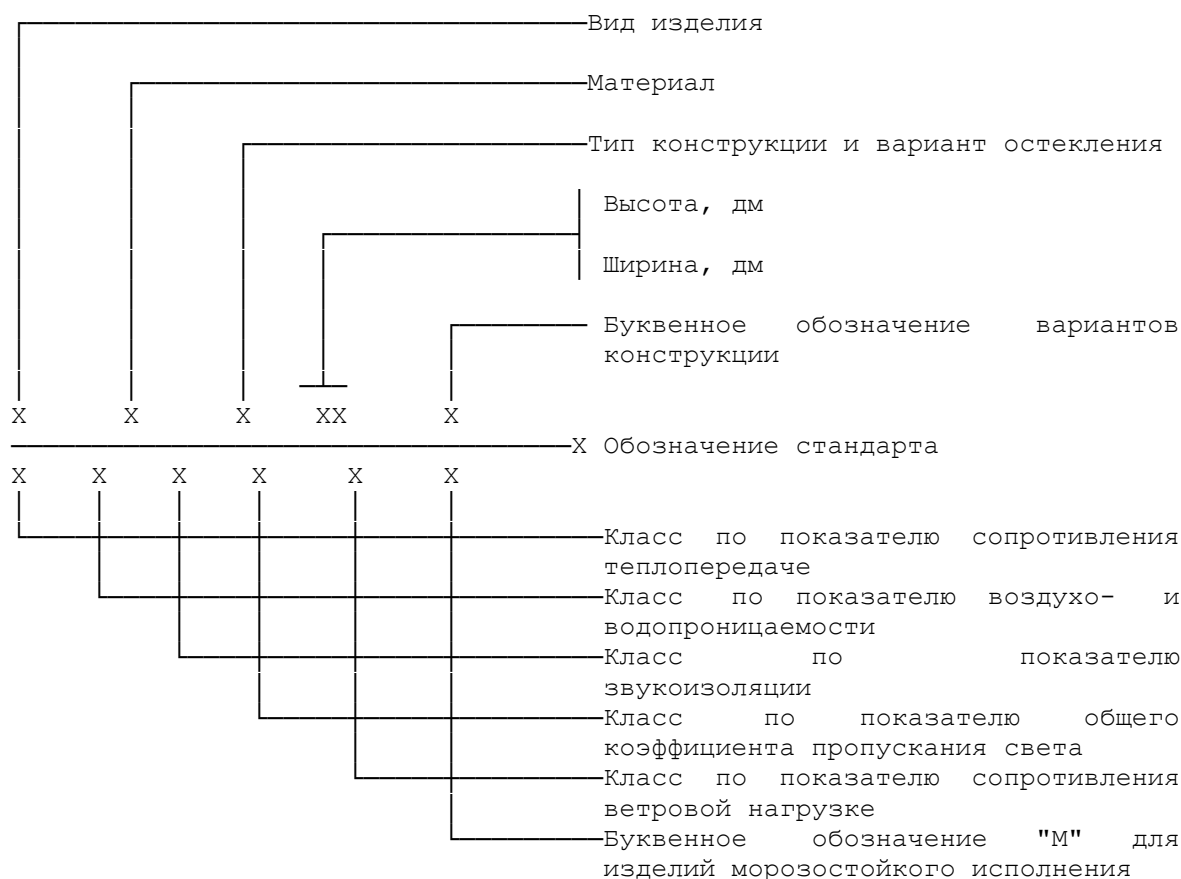 Вид изделия
Материал
Тип конструкции и вариант остекления
Высота, дм
Ширина, дм
Буквенное обозначение вариантов
конструкции
X X X XX X
X Обозначение стандарта
X X X X X X
Класс по показателю сопротивления
теплопередаче
Класс по показателю воздухо- и
водопроницаемости
Класс по показателю
звукоизоляции
Класс по показателю общего
коэффициента пропускания света
Класс по показателю сопротивления
ветровой нагрузке
Буквенное обозначение "М" для
изделий морозостойкого исполнения